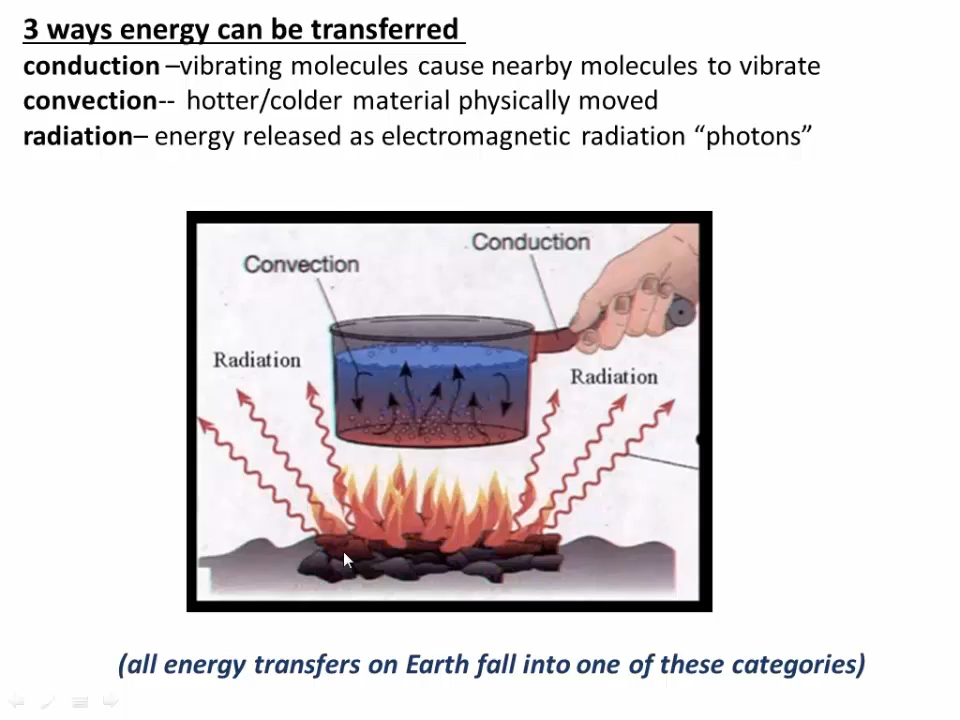 3 ways energy can be transferred
conduction –vibrating molecules cause nearby molecules to vibrate
convection-- hotter/colder material physically moved
radiation– energy released as electromagnetic radiation “photons”
Conduction
Convection
Radiation
Radiation
(all energy transfers on Earth fall into one of these categories)